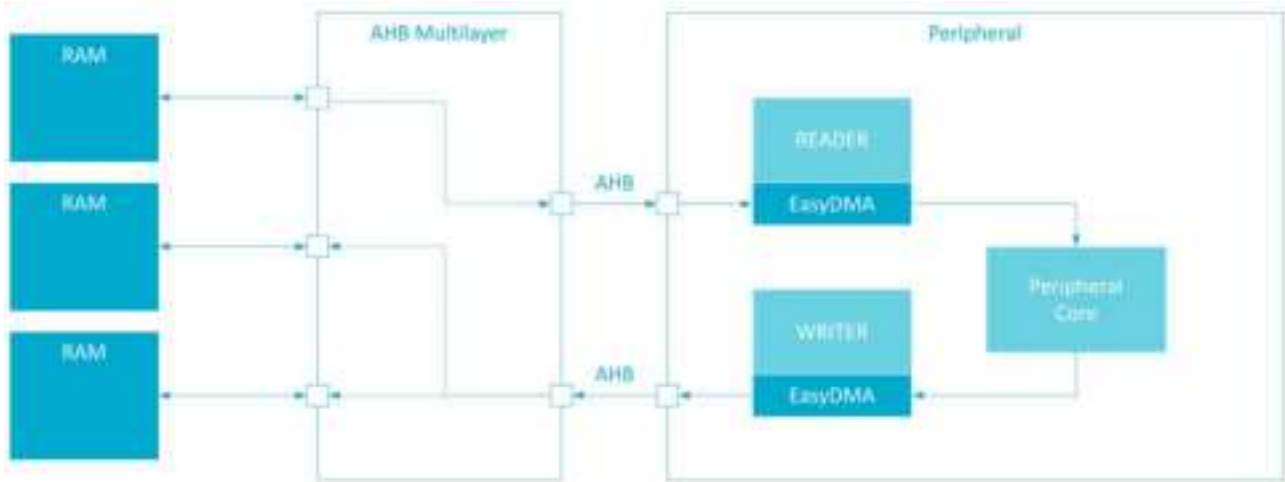 AHB Multilayer
Peripheral
RAM
RAM
RAM
AHB
AHB
READER
EasyDMA
WRITER
EasyDMA
Peripheral
Core